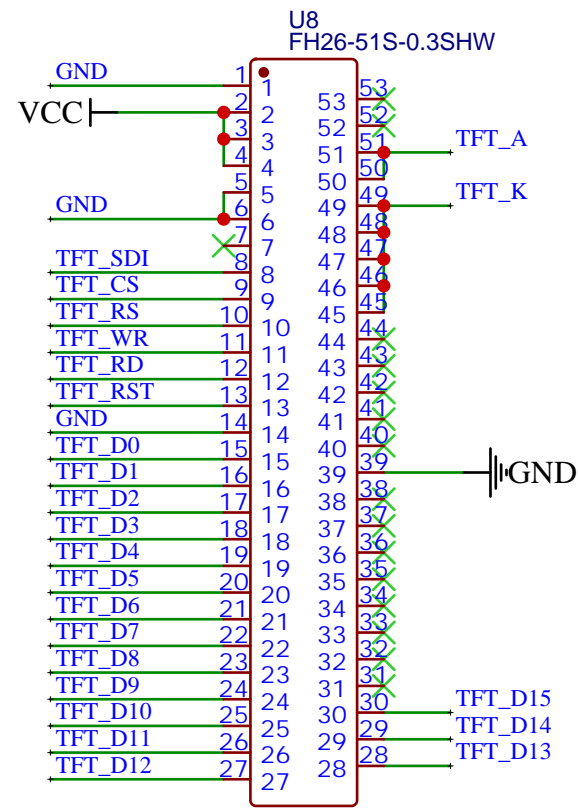 U8
FH26-51S-0.3SHW
GND 1 1
VCC 2 2
3 3
4 4
5 5
GND 6 6
7 7
TFT_SDI 8 8
TFT_CS 9 9
TFT_RS 10 10
TFT_WR 11 11
TFT_RD 12 12
TFT_RST 13 13
GND 14 14
TFT_D0 15 15
TFT_D1 16 16
TFT_D2 17 17
TFT_D3 18 18
TFT_D4 19 19
TFT_D5 20 20
TFT_D6 21 21
TFT_D7 22 22
TFT_D8 23 23
TFT_D9 24 24
TFT_D10 25 25
TFT_D11 26 26
TFT_D12 27 27
53 53
52 52
51 51 TFT_A
50 50
49 49 TFT_K
48 48
47 47
46 46
45 45
44 44
43 43
42 42
41 41
40 40
39 39 GND
38 38
37 37
36 36
35 35
34 34
33 33
32 32
31 31
30 30 TFT_D15
29 29 TFT_D14
28 28 TFT_D13